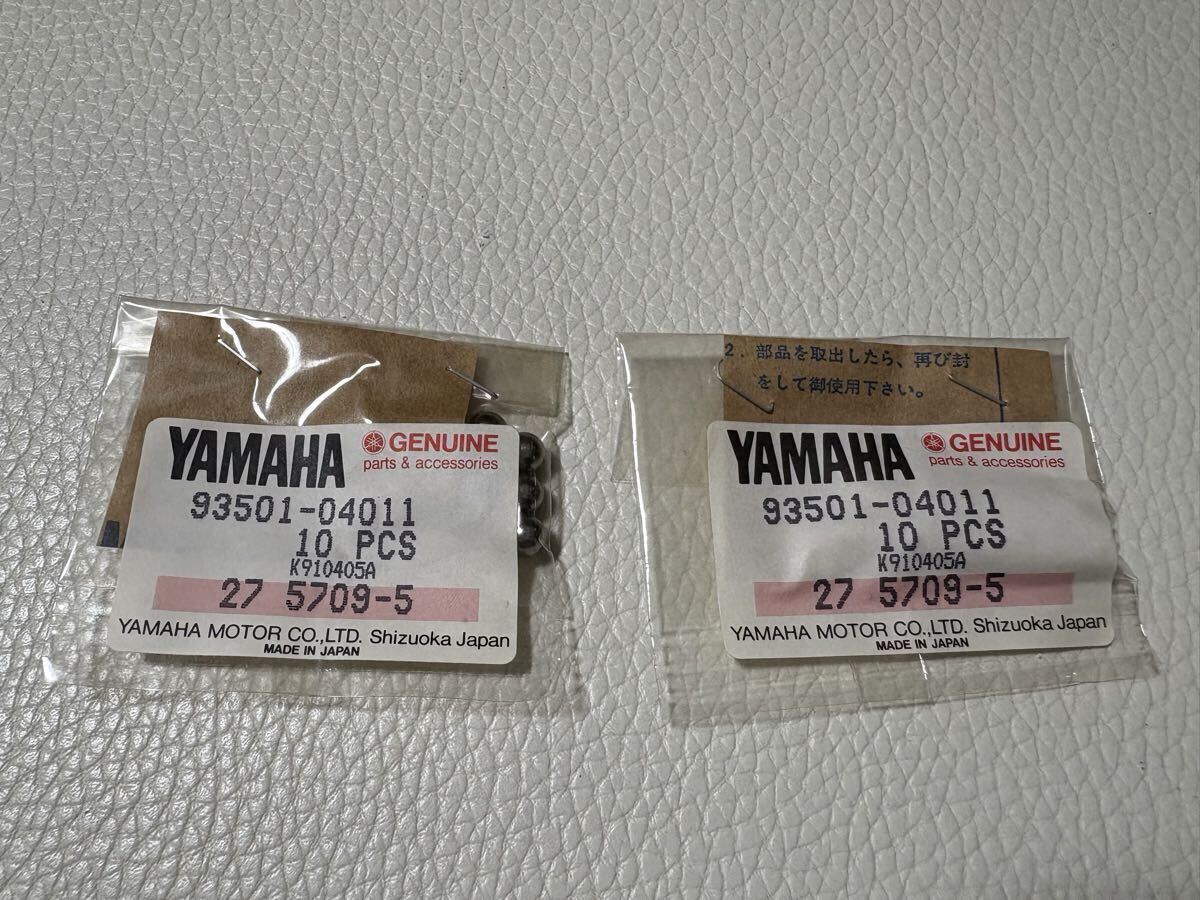 YAMAHA GENUINE
parts & accessories
93501-04011
10 PCS
K910405A
27 5709-5
YAMAHA MOTOR CO.,LTD. Shizuoka Japan
MADE IN JAPAN
2. 部品を取出したら、再び封
をして御使用下さい。
YAMAHA GENUINE
parts & accessories
93501-04011
10 PCS
K910405A
27 5709-5
YAMAHA MOTOR CO.,LTD. Shizuoka Japan
MADE IN JAPAN